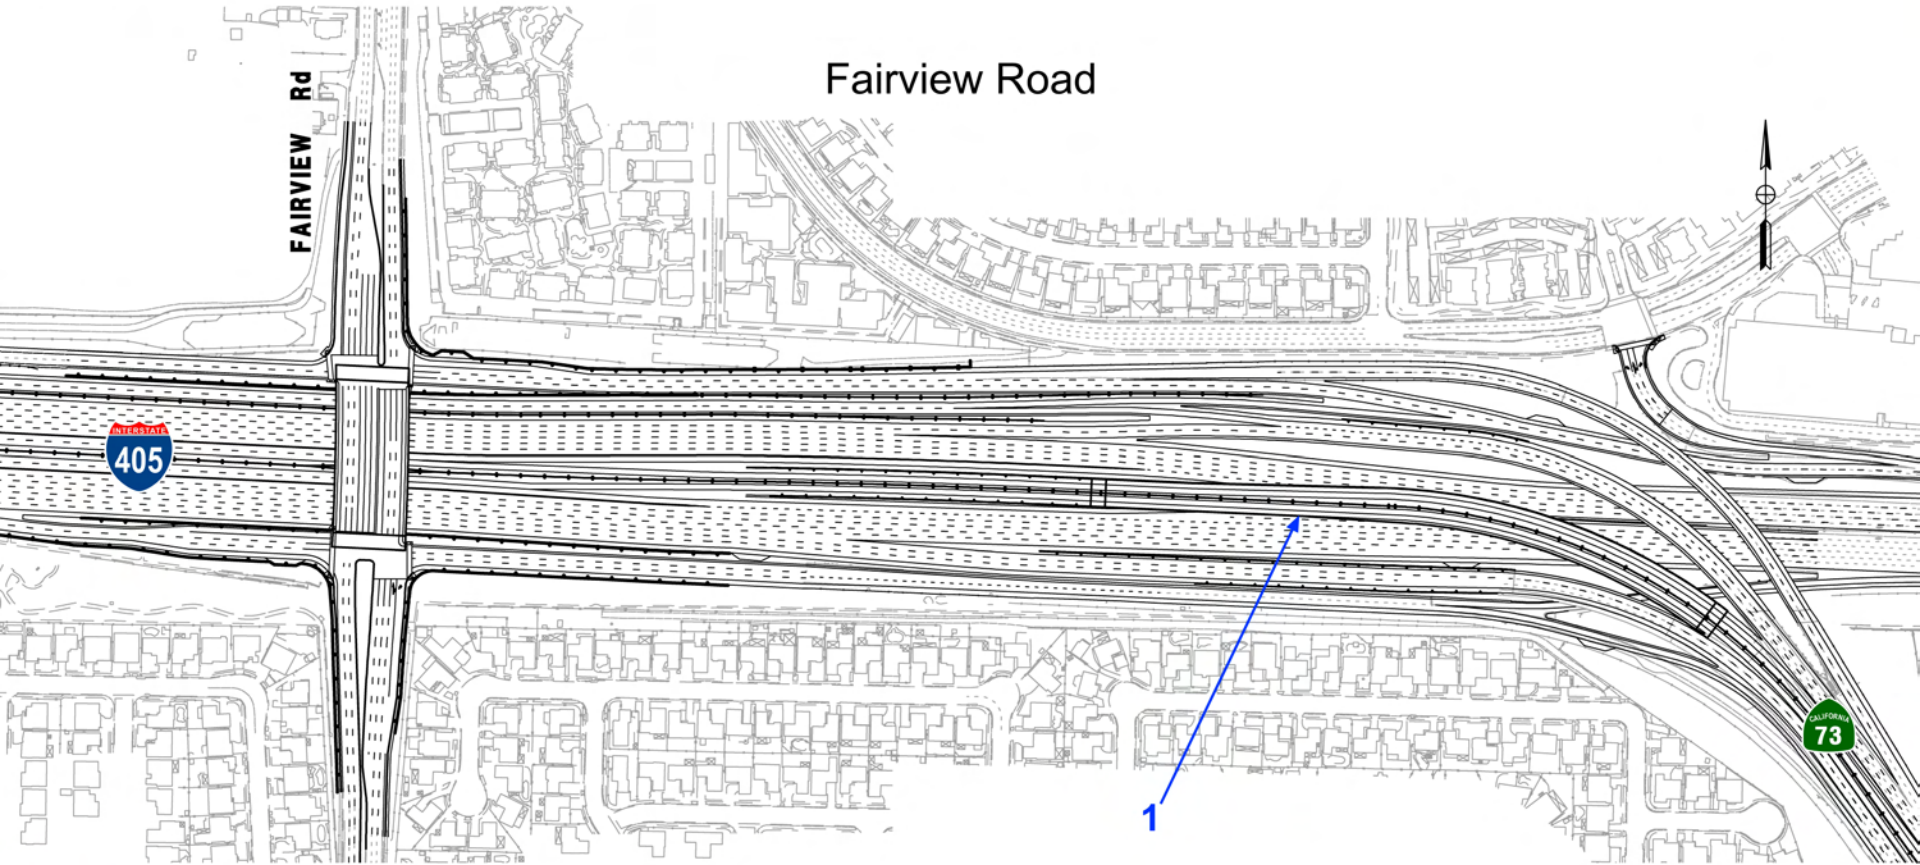 Fairview Road
FAIRVIEW Rd
INTERSTATE
405
CALIFORNIA
73
1